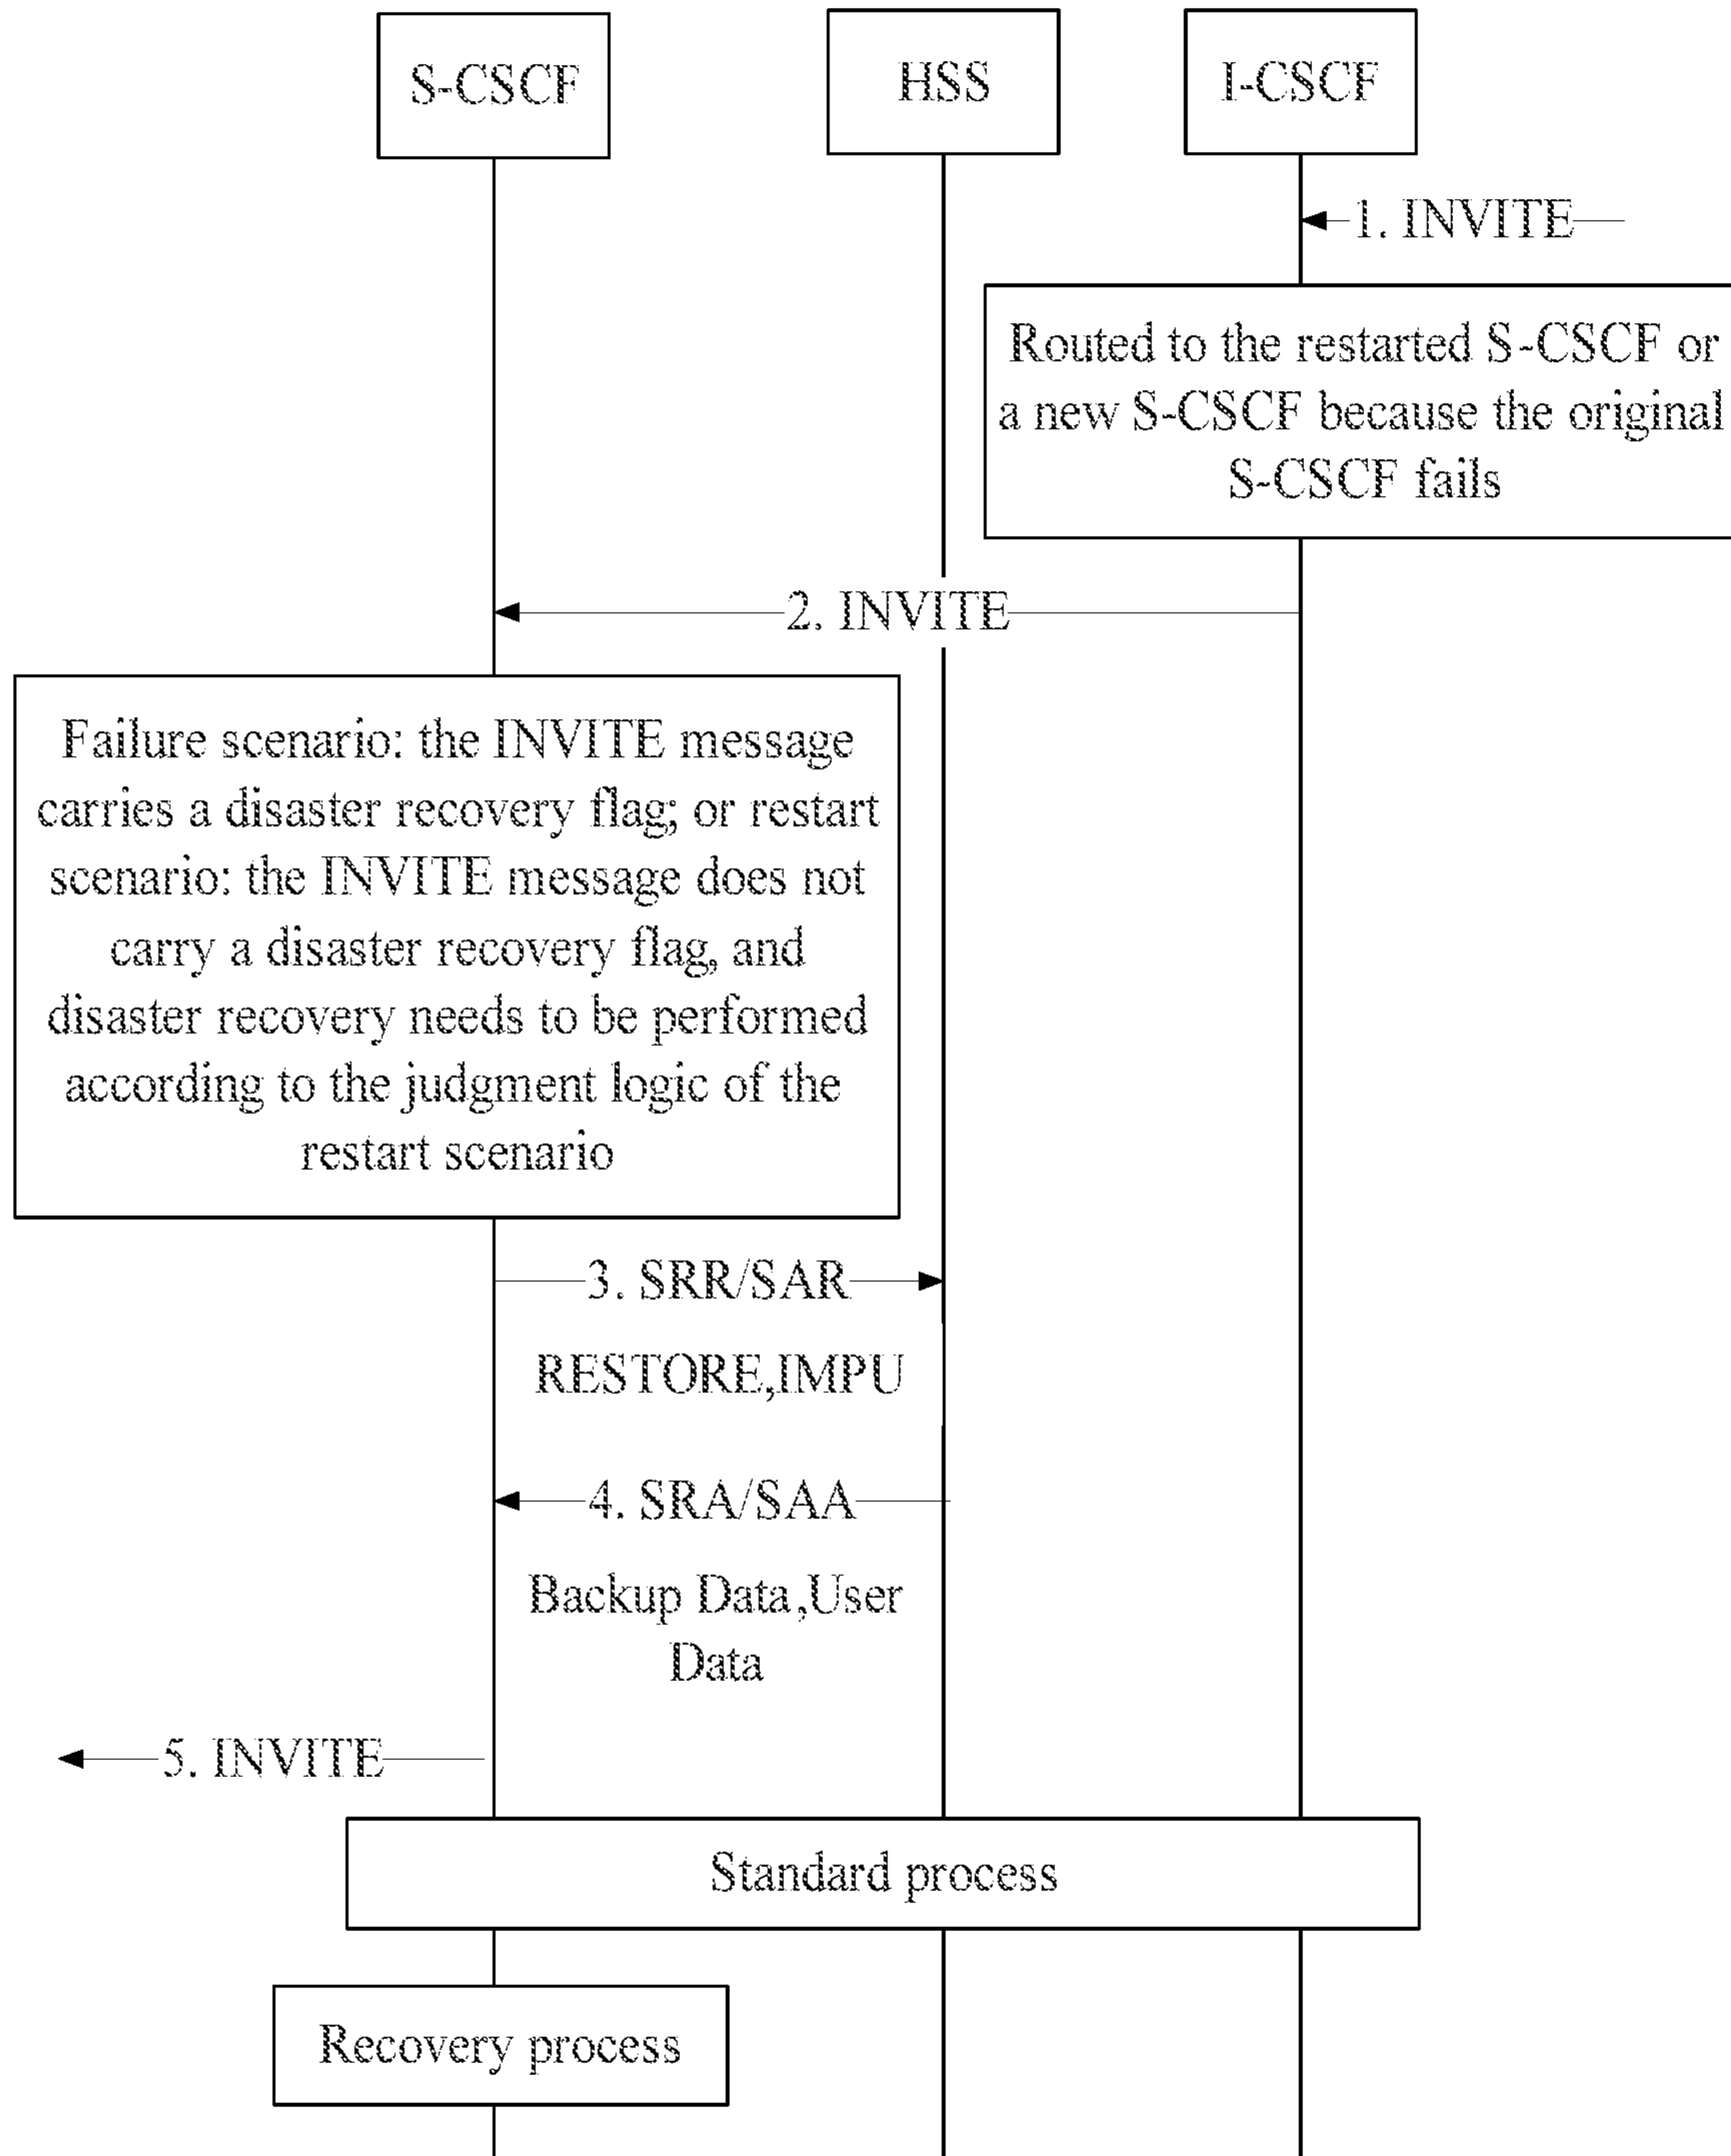 S-CSCF
HSS
I-CSCF
1. INVITE
Routed to the restarted S-CSCF or
a new S-CSCF because the original
S-CSCF fails
2. INVITE
Failure scenario: the INVITE message
carries a disaster recovery flag; or restart
scenario: the INVITE message does not
carry a disaster recovery flag, and
disaster recovery needs to be performed
according to the judgment logic of the
restart scenario
3. SRR/SAR
RESTORE,IMPU
4. SRA/SAA
Backup Data,User
Data
5. INVITE
Standard process
Recovery process